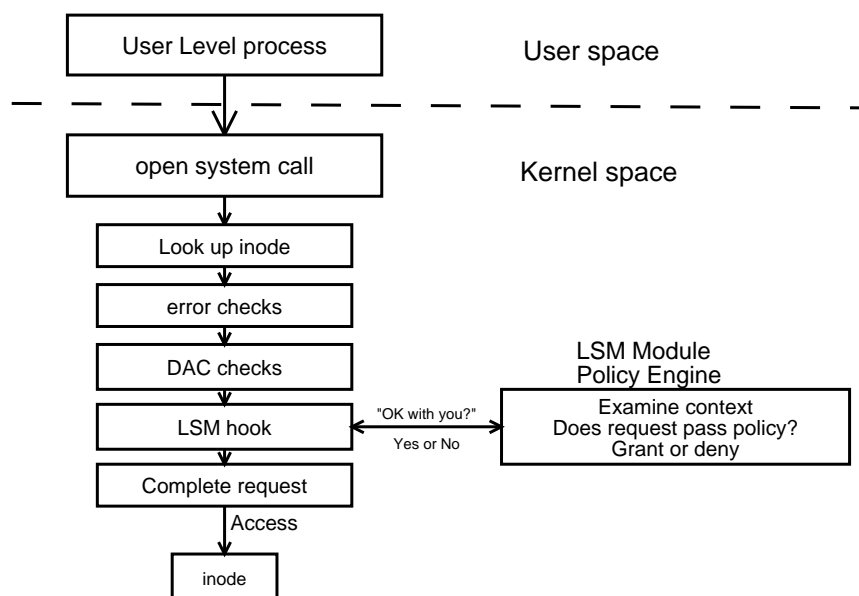 User Level process
User space
open system call
Kernel space
Look up inode
error checks
DAC checks
LSM Module
Policy Engine
LSM hook
"OK with you?"
Yes or No
Examine context
Does request pass policy?
Grant or deny
Complete request
Access
inode